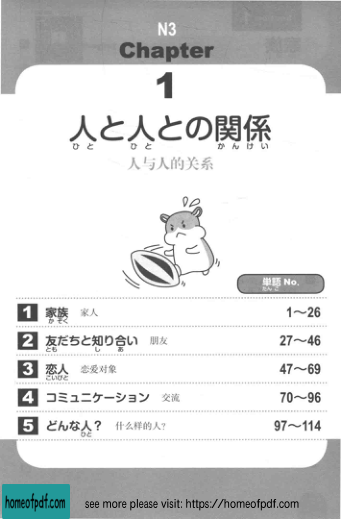 N3
Chapter
1
人と人との関係
ひと ひと かんけい
人与人的关系
単語 No.
たんご
1 家族 家人 1～26
かぞく
2 友だちと知り合い 朋友 27～46
とも し あ
3 恋人 恋爱对象 47～69
こいびと
4 コミュニケーション 交流 70～96
5 どんな人？ 什么样的人? 97～114
ひと
homeofpdf.com see more please visit: https://homeofpdf.com